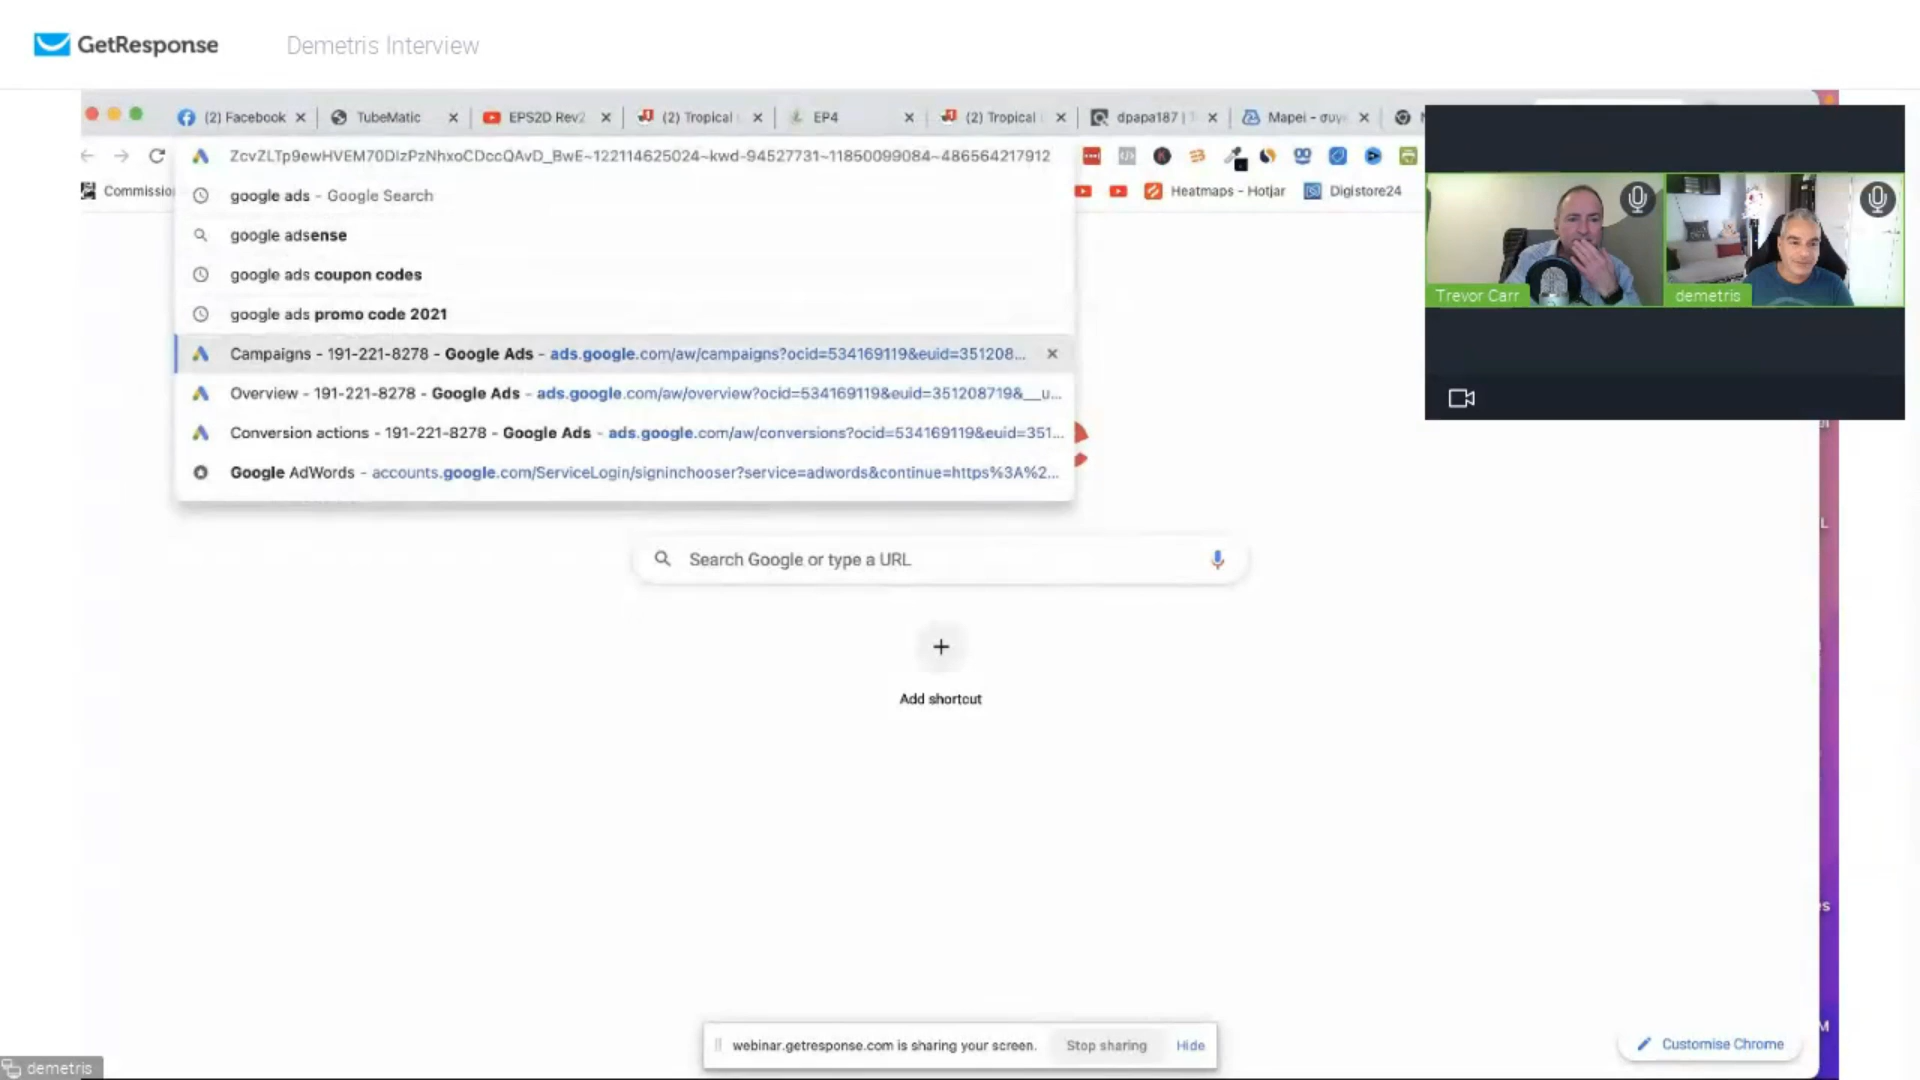 GetResponse
Demetris Interview
(2) Facebook
TubeMatic
EPS2D Rev2
(2) Tropical
EP4
(2) Tropical
dpapa187 | T
Mapei - συγ
ZcvZLTp9ewHVEM70DIzPzNhxoCDccQAvD_BwE~122114625024~kwd-94527731~11850099084~486564217912
Commissio
Heatmaps - Hotjar
Digistore24
google ads - Google Search
google adsense
google ads coupon codes
google ads promo code 2021
Campaigns - 191-221-8278 - Google Ads - ads.google.com/aw/campaigns?ocid=534169119&euid=351208...
Overview - 191-221-8278 - Google Ads - ads.google.com/aw/overview?ocid=534169119&euid=351208719&__u...
Conversion actions - 191-221-8278 - Google Ads - ads.google.com/aw/conversions?ocid=534169119&euid=351...
Google AdWords - accounts.google.com/ServiceLogin/signinchooser?service=adwords&continue=https%3A%2...
Trevor Carr
demetris
Search Google or type a URL
Add shortcut
webinar.getresponse.com is sharing your screen.
Stop sharing
Hide
Customise Chrome
demetris